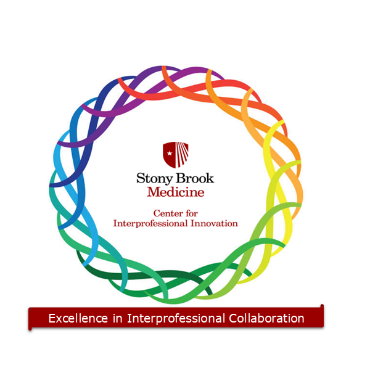 Stony Brook
Medicine
Center for
Interprofessional Innovation
Excellence in Interprofessional Collaboration